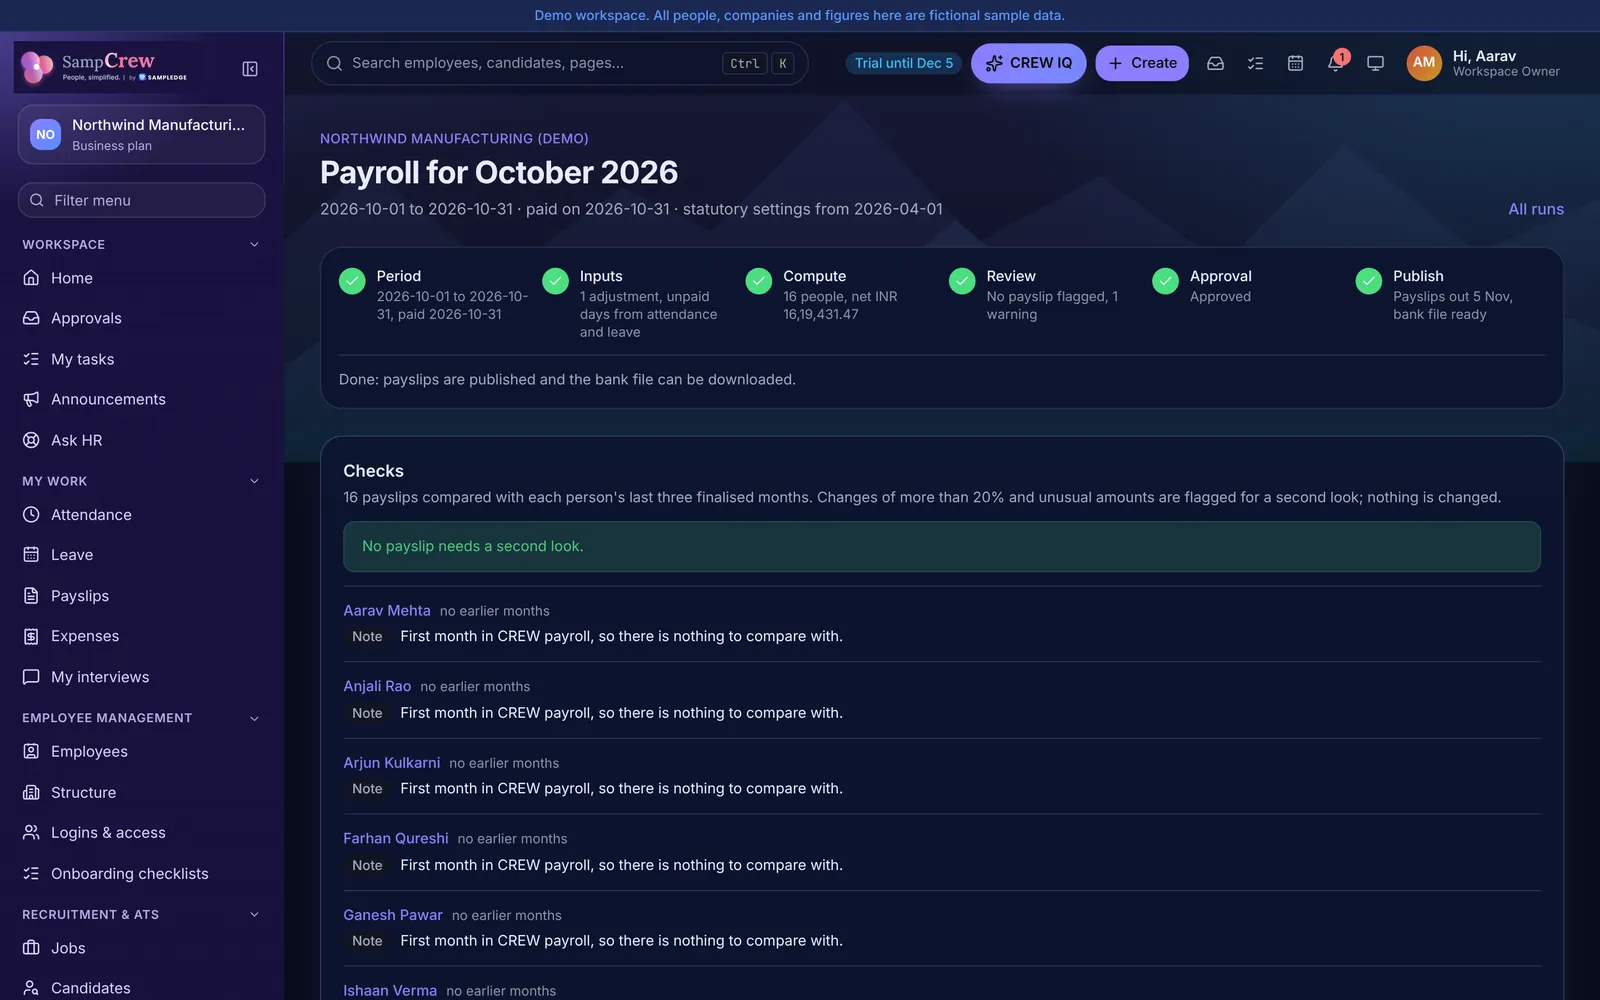 Demo workspace. All people, companies and figures here are fictional sample data.
SampCrew
People, simplified. | by SAMPLEDGE
Search employees, candidates, pages...
Ctrl K
Trial until Dec 5
CREW IQ
Create
1
AM
Hi, Aarav
Workspace Owner
NO
Northwind Manufacturi...
Business plan
Filter menu
WORKSPACE
Home
Approvals
My tasks
Announcements
Ask HR
MY WORK
Attendance
Leave
Payslips
Expenses
My interviews
EMPLOYEE MANAGEMENT
Employees
Structure
Logins & access
Onboarding checklists
RECRUITMENT & ATS
Jobs
Candidates
NORTHWIND MANUFACTURING (DEMO)
Payroll for October 2026
2026-10-01 to 2026-10-31 · paid on 2026-10-31 · statutory settings from 2026-04-01
All runs
Period
2026-10-01 to 2026-10-
31, paid 2026-10-31
Inputs
1 adjustment, unpaid
days from attendance
and leave
Compute
16 people, net INR
16,19,431.47
Review
No payslip flagged, 1
warning
Approval
Approved
Publish
Payslips out 5 Nov,
bank file ready
Done: payslips are published and the bank file can be downloaded.
Checks
16 payslips compared with each person's last three finalised months. Changes of more than 20% and unusual amounts are flagged for a second look; nothing is changed.
No payslip needs a second look.
Aarav Mehta no earlier months
Note First month in CREW payroll, so there is nothing to compare with.
Anjali Rao no earlier months
Note First month in CREW payroll, so there is nothing to compare with.
Arjun Kulkarni no earlier months
Note First month in CREW payroll, so there is nothing to compare with.
Farhan Qureshi no earlier months
Note First month in CREW payroll, so there is nothing to compare with.
Ganesh Pawar no earlier months
Note First month in CREW payroll, so there is nothing to compare with.
Ishaan Verma no earlier months